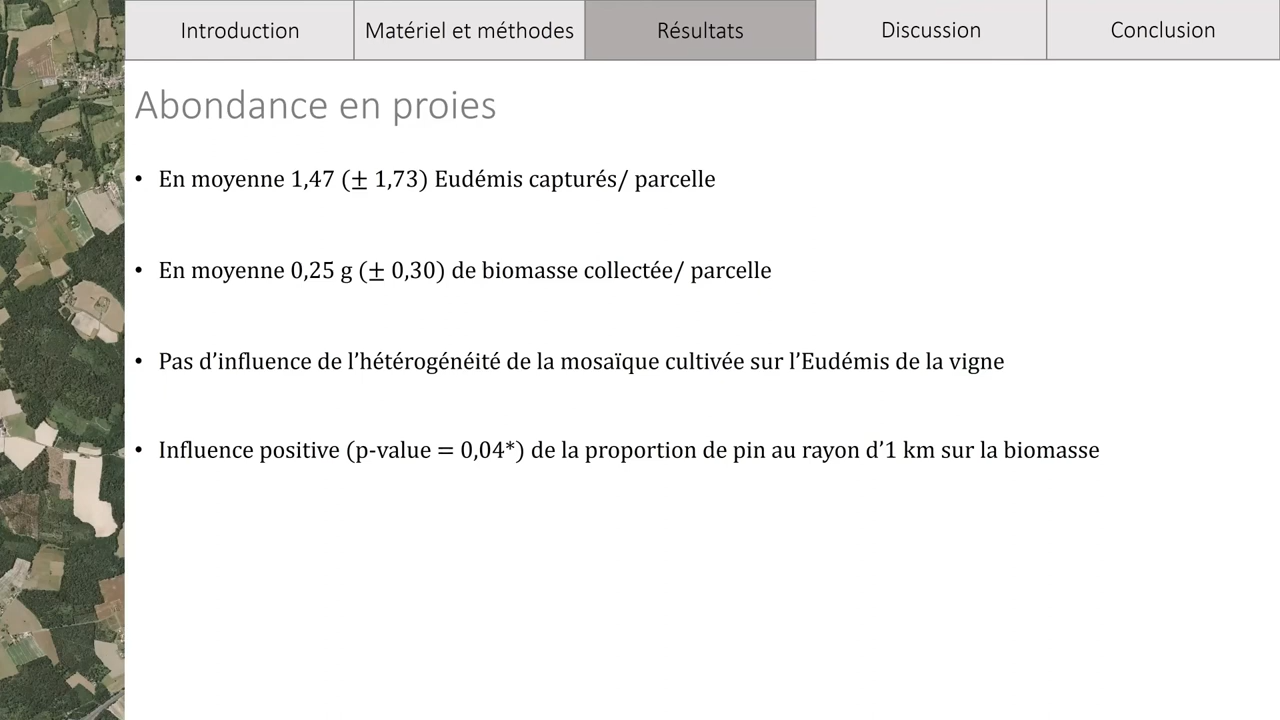 Introduction
Matériel et méthodes
Résultats
Discussion
Conclusion
Abondance en proies
• En moyenne 1,47 (± 1,73) Eudémis capturés/ parcelle
• En moyenne 0,25 g (± 0,30) de biomasse collectée/ parcelle
• Pas d’influence de l’hétérogénéité de la mosaïque cultivée sur l’Eudémis de la vigne
• Influence positive (p-value = 0,04*) de la proportion de pin au rayon d’1 km sur la biomasse